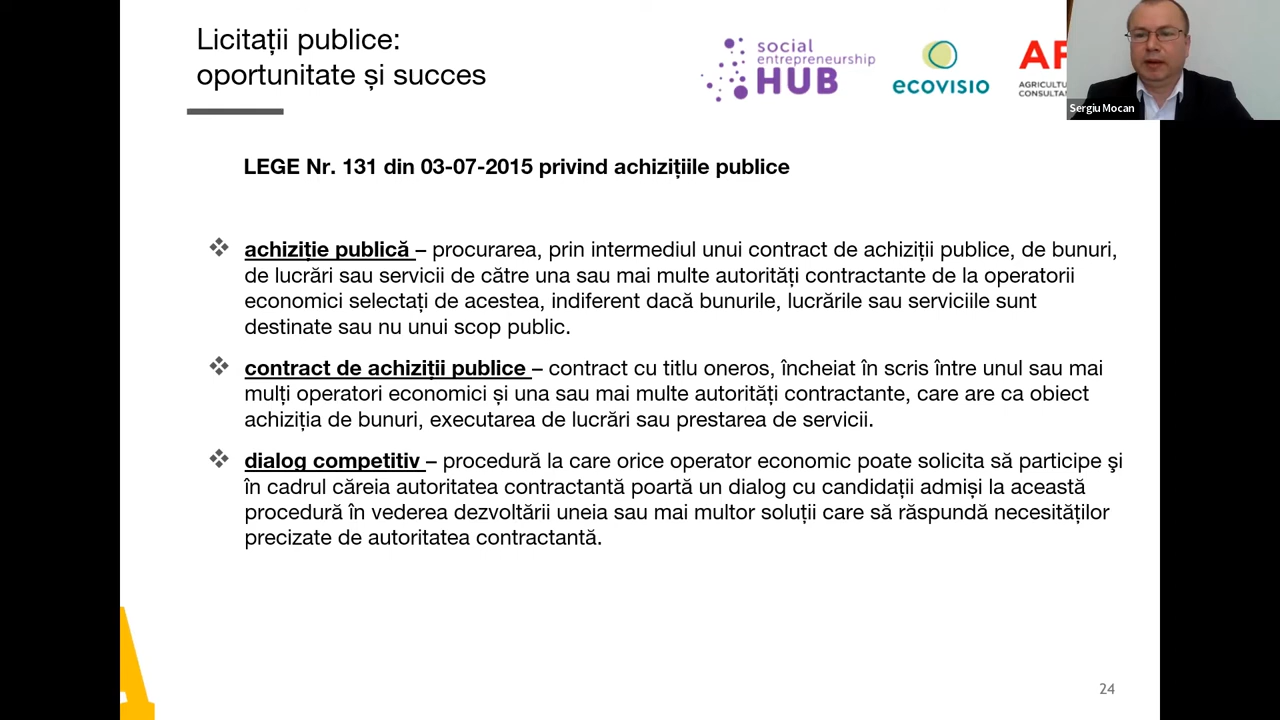 Licitații publice:
oportunitate și succes
social
entrepreneurship
HUB
ecovisio
Sergiu Mocan
LEGE Nr. 131 din 03-07-2015 privind achizițiile publice
achiziție publică – procurarea, prin intermediul unui contract de achiziții publice, de bunuri,
de lucrări sau servicii de către una sau mai multe autorități contractante de la operatorii
economici selectați de acestea, indiferent dacă bunurile, lucrările sau serviciile sunt
destinate sau nu unui scop public.
contract de achiziții publice – contract cu titlu oneros, încheiat în scris între unul sau mai
mulți operatori economici și una sau mai multe autorități contractante, care are ca obiect
achiziția de bunuri, executarea de lucrări sau prestarea de servicii.
dialog competitiv – procedură la care orice operator economic poate solicita să participe şi
în cadrul căreia autoritatea contractantă poartă un dialog cu candidații admiși la această
procedură în vederea dezvoltării uneia sau mai multor soluții care să răspundă necesităților
precizate de autoritatea contractantă.
24